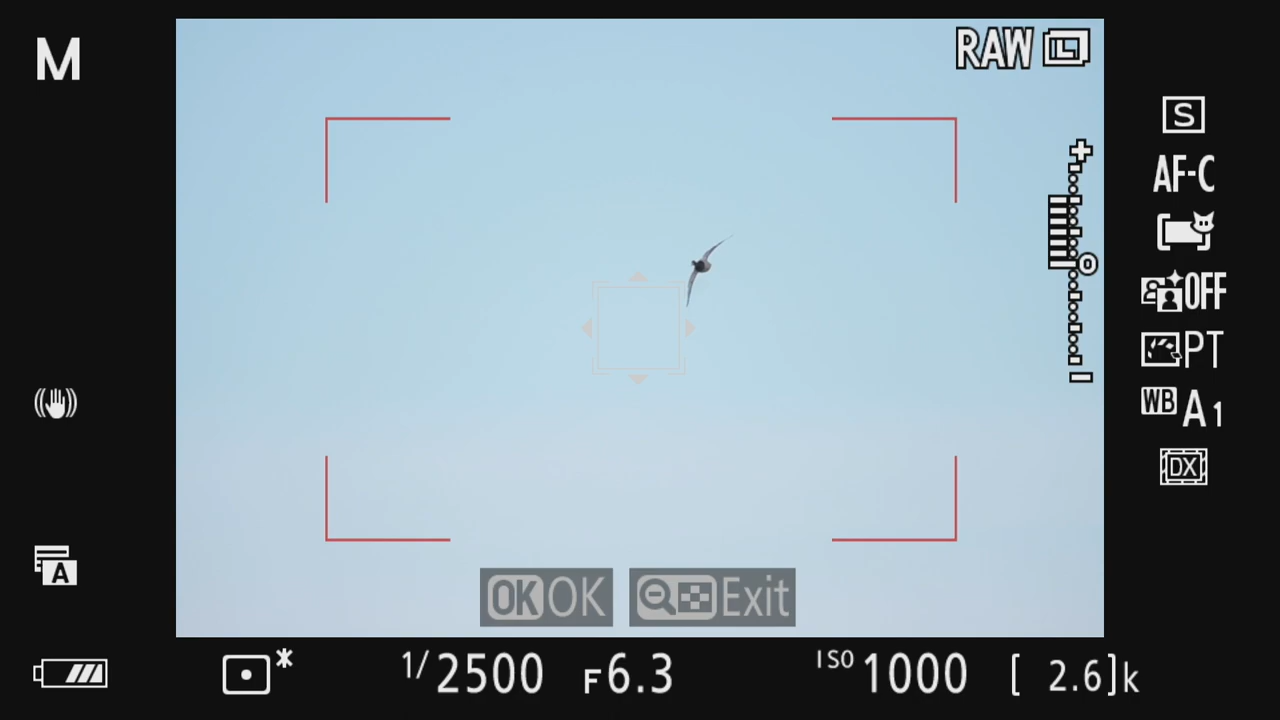 M
RAW L
S
AF-C
OFF
PT
WB A1
DX
OK OK
Exit
A
1/2500
F6.3
ISO 1000
[ 2.6]k